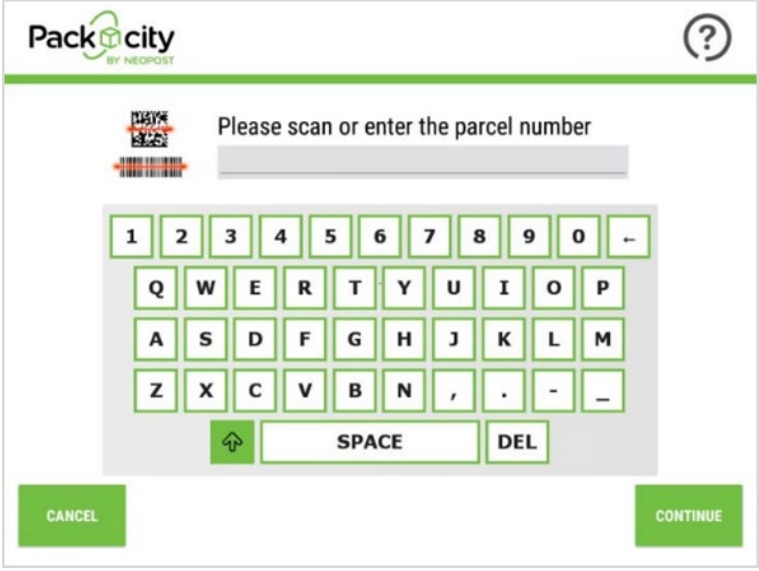 Pack city
BY NEOPOST
?
Please scan or enter the parcel number
1 2 3 4 5 6 7 8 9 0 ←
Q W E R T Y U I O P
A S D F G H J K L M
Z X C V B N , . - _
SPACE DEL
CANCEL CONTINUE